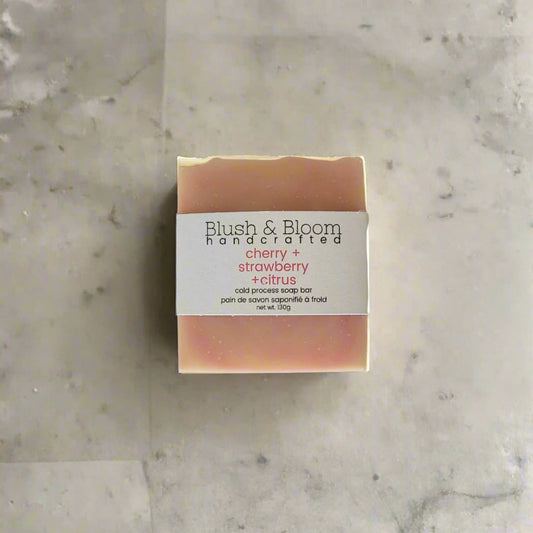 Blush & Bloom
handcrafted
cherry +
strawberry
+citrus
cold process soap bar
pain de savon saponifié à froid
net wt. 130g